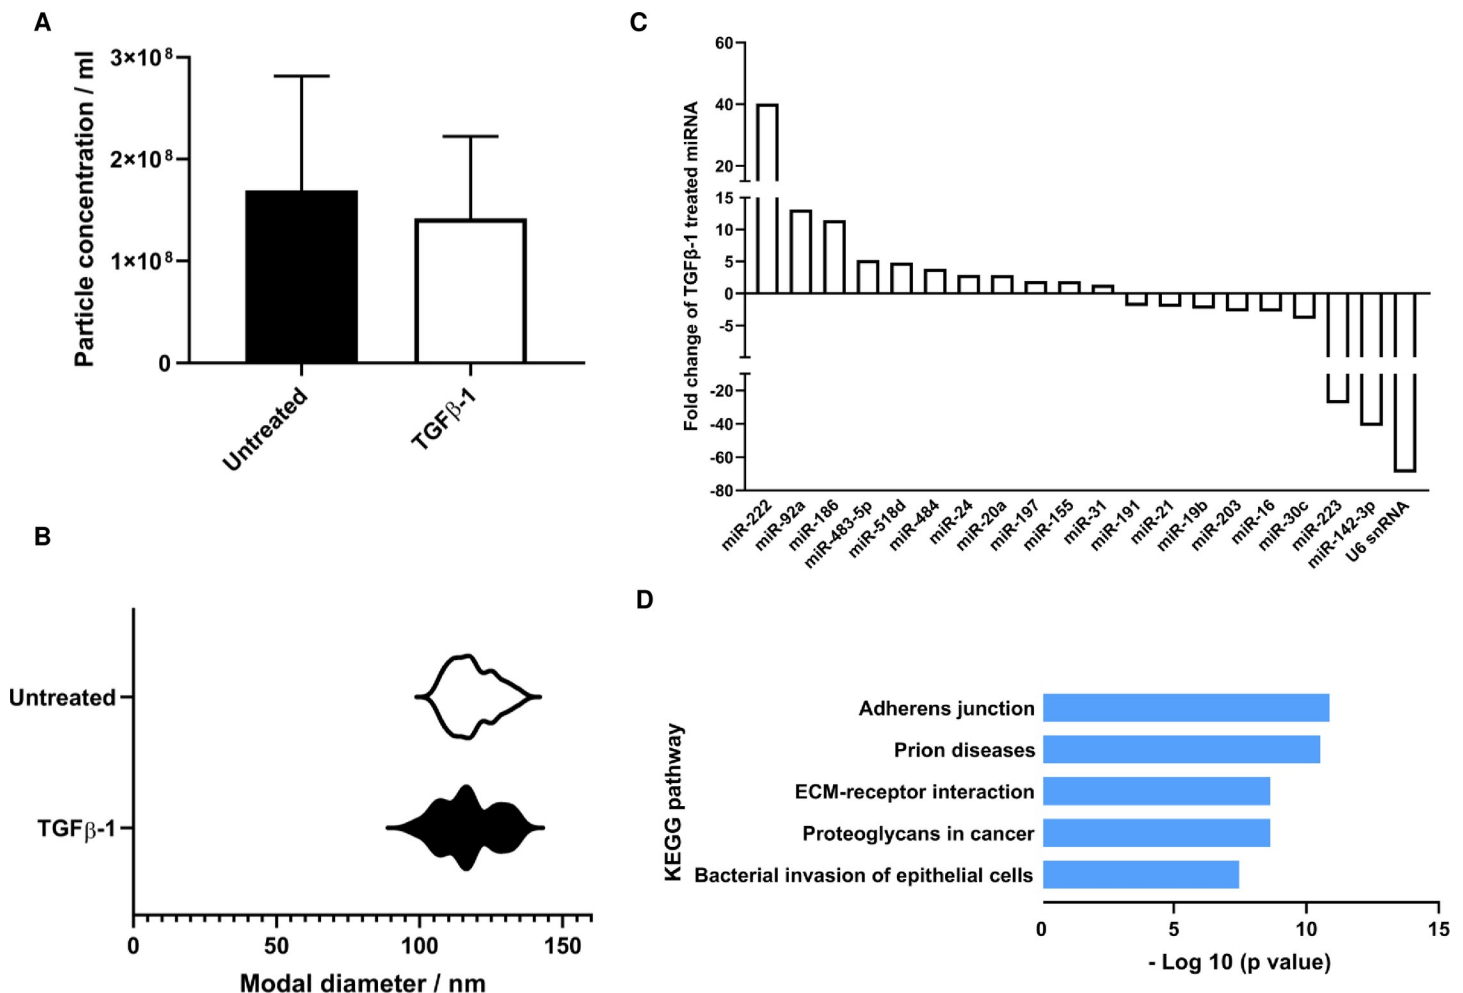 A
Particle concentration / ml
3×10⁸
2×10⁸
1×10⁸
0
Untreated
TGFβ-1
B
Untreated
TGFβ-1
0
50
100
150
Modal diameter / nm
C
Fold change of TGFβ-1 treated miRNA
60
40
20
15
10
5
0
-5
-20
-40
-60
-80
miR-222
miR-92a
miR-186
miR-483-5p
miR-518d
miR-484
miR-24
miR-20a
miR-197
miR-155
miR-31
miR-191
miR-21
miR-19b
miR-203
miR-16
miR-30c
miR-223
miR-142-3p
U6 snRNA
D
KEGG pathway
Adherens junction
Prion diseases
ECM-receptor interaction
Proteoglycans in cancer
Bacterial invasion of epithelial cells
0
5
10
15
- Log 10 (p value)